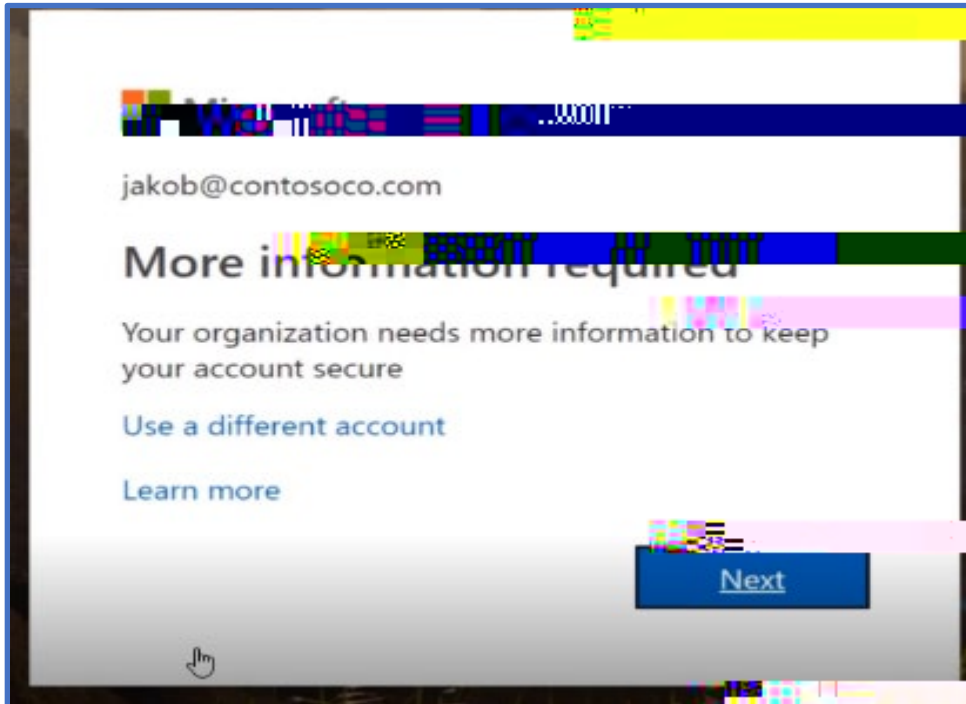 Microsoft
jakob@contosoco.com
More information required
Your organization needs more information to keep
your account secure
Use a different account
Learn more
Next